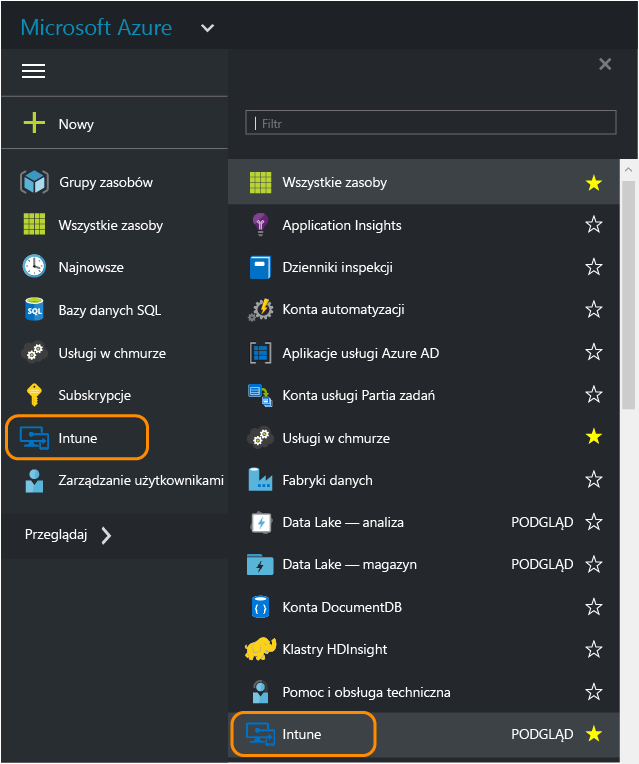 Microsoft Azure
Nowy
Grupy zasobów
Wszystkie zasoby
Najnowsze
Bazy danych SQL
Usługi w chmurze
Subskrypcje
Intune
Zarządzanie użytkownikami
Przeglądaj
Filtr
Wszystkie zasoby
Application Insights
Dzienniki inspekcji
Konta automatyzacji
Aplikacje usługi Azure AD
Konta usługi Partia zadań
Usługi w chmurze
Fabryki danych
Data Lake — analiza PODGLĄD
Data Lake — magazyn PODGLĄD
Konta DocumentDB
Klastry HDInsight
Pomoc i obsługa techniczna
Intune PODGLĄD